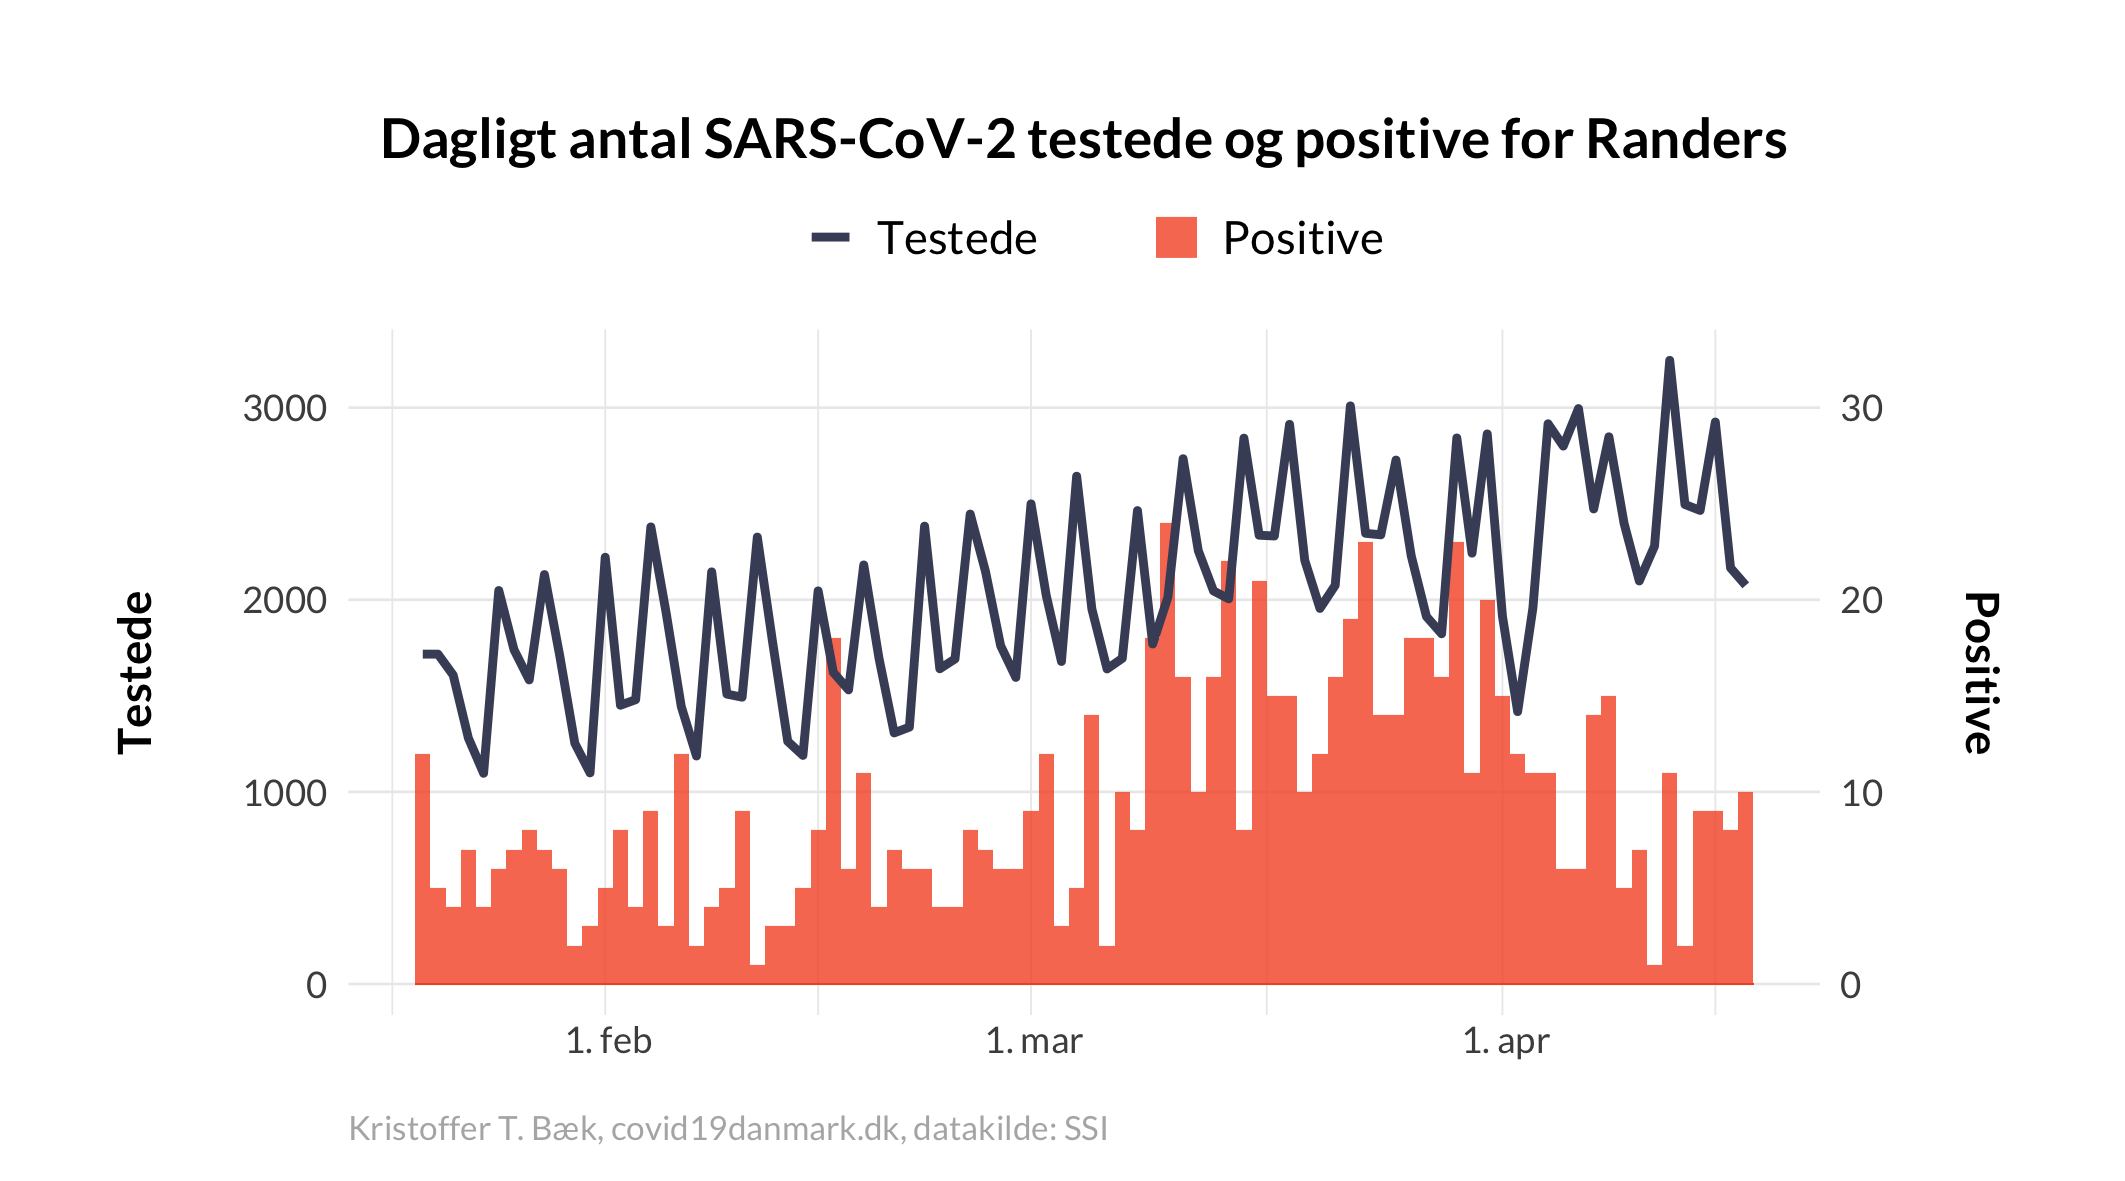 Dagligt antal SARS-CoV-2 testede og positive for Randers
Testede
Positive
3000
2000
1000
0
Testede
30
20
10
0
Positive
1. feb
1. mar
1. apr
Kristoffer T. Bæk, covid19danmark.dk, datakilde: SSI